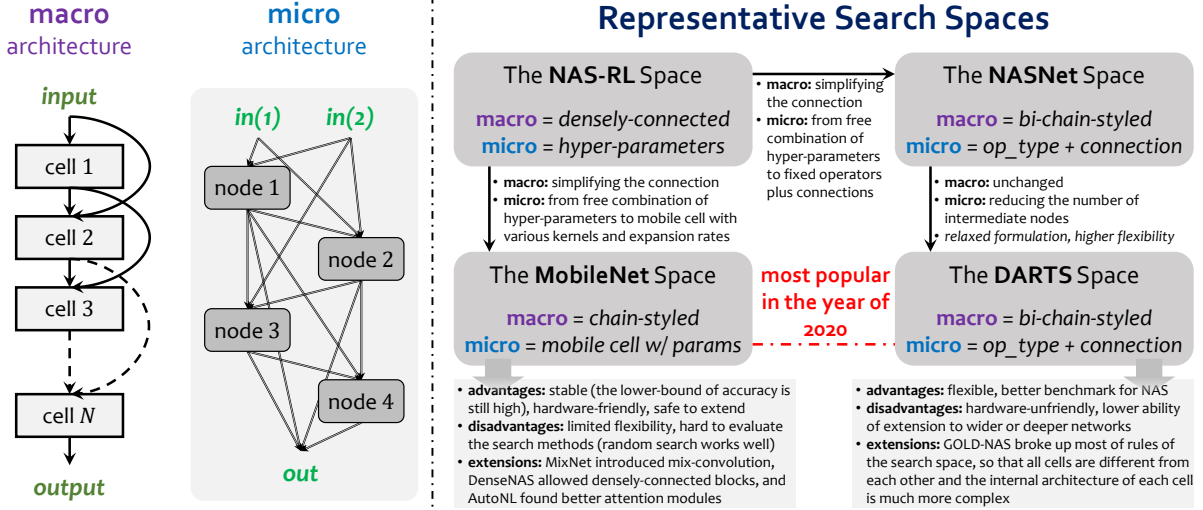 macro
architecture
input
cell 1
cell 2
cell 3
cell N
output
micro
architecture
in(1) in(2)
node 1
node 2
node 3
node 4
out
Representative Search Spaces
The NAS-RL Space
macro = densely-connected
micro = hyper-parameters
• macro: simplifying
the connection
• micro: from free
combination of
hyper-parameters
to fixed operators
plus connections
The NASNet Space
macro = bi-chain-styled
micro = op_type + connection
• macro: simplifying the connection
• micro: from free combination of
hyper-parameters to mobile cell with
various kernels and expansion rates
• macro: unchanged
• micro: reducing the number of
intermediate nodes
• relaxed formulation, higher flexibility
The MobileNet Space
macro = chain-styled
micro = mobile cell w/ params
most popular
in the year of
2020
The DARTS Space
macro = bi-chain-styled
micro = op_type + connection
• advantages: stable (the lower-bound of accuracy is
still high), hardware-friendly, safe to extend
• disadvantages: limited flexibility, hard to evaluate
the search methods (random search works well)
• extensions: MixNet introduced mix-convolution,
DenseNAS allowed densely-connected blocks, and
AutoNL found better attention modules
• advantages: flexible, better benchmark for NAS
• disadvantages: hardware-unfriendly, lower ability
of extension to wider or deeper networks
• extensions: GOLD-NAS broke up most of rules of
the search space, so that all cells are different from
each other and the internal architecture of each cell
is much more complex